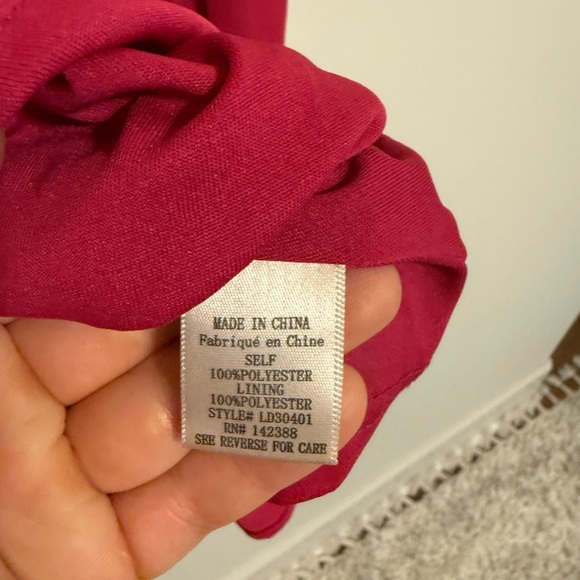 MADE IN CHINA
Fabriqué en Chine
SELF
100%POLYESTER
LINING
100%POLYESTER
STYLE# LD30401
RN# 142388
SEE REVERSE FOR CARE